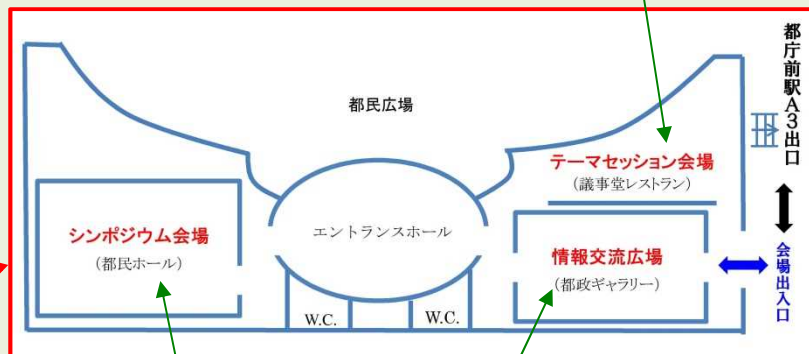 都民広場
都庁前駅A3出口
テーマセッション会場
(議事堂レストラン)
シンポジウム会場
(都民ホール)
エントランスホール
情報交流広場
(都政ギャラリー)
会場出入口
W.C.
W.C.